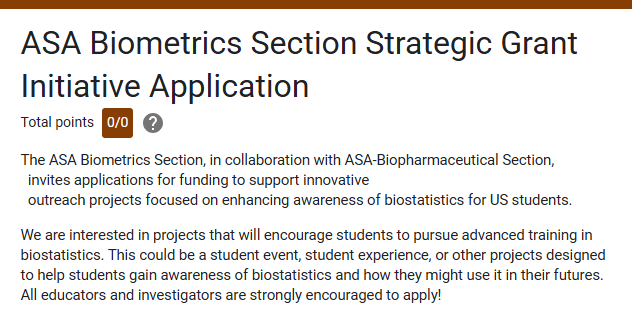 ASA Biometrics Section Strategic Grant
Initiative Application
Total points 0/0 ?
The ASA Biometrics Section, in collaboration with ASA-Biopharmaceutical Section,
invites applications for funding to support innovative
outreach projects focused on enhancing awareness of biostatistics for US students.
We are interested in projects that will encourage students to pursue advanced training in
biostatistics. This could be a student event, student experience, or other projects designed
to help students gain awareness of biostatistics and how they might use it in their futures.
All educators and investigators are strongly encouraged to apply!